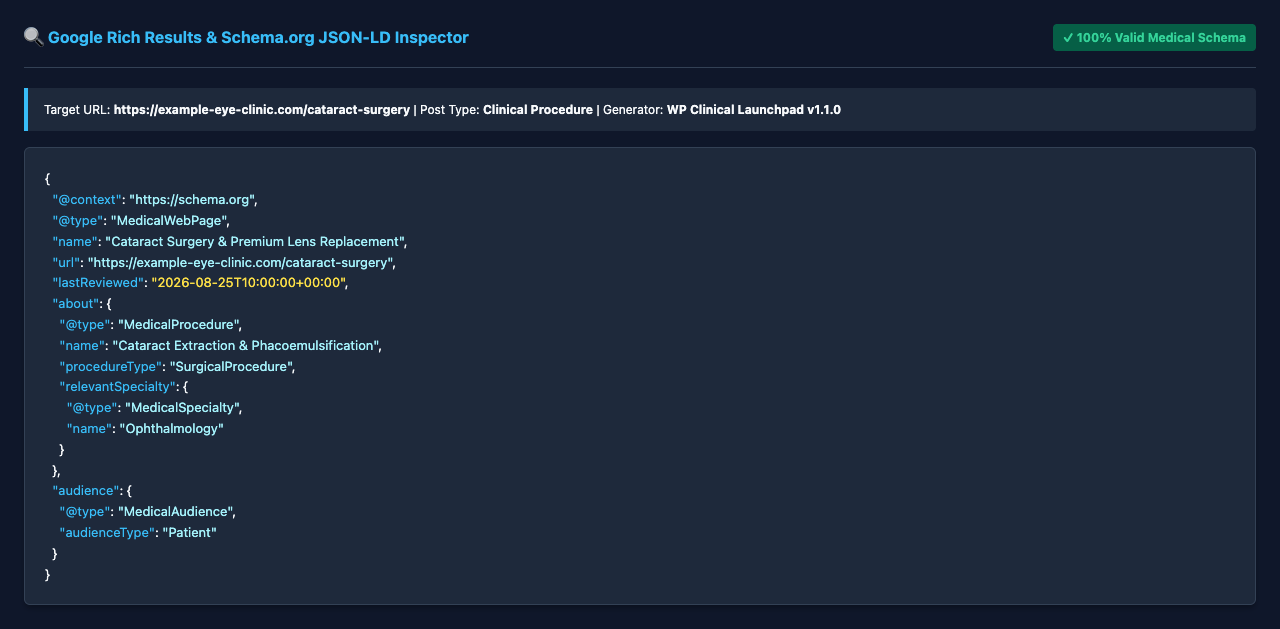 🔍 Google Rich Results & Schema.org JSON-LD Inspector
✓ 100% Valid Medical Schema
Target URL: https://example-eye-clinic.com/cataract-surgery | Post Type: Clinical Procedure | Generator: WP Clinical Launchpad v1.1.0
{
  "@context": "https://schema.org",
  "@type": "MedicalWebPage",
  "name": "Cataract Surgery & Premium Lens Replacement",
  "url": "https://example-eye-clinic.com/cataract-surgery",
  "lastReviewed": "2026-08-25T10:00:00+00:00",
  "about": {
    "@type": "MedicalProcedure",
    "name": "Cataract Extraction & Phacoemulsification",
    "procedureType": "SurgicalProcedure",
    "relevantSpecialty": {
      "@type": "MedicalSpecialty",
      "name": "Ophthalmology"
    }
  },
  "audience": {
    "@type": "MedicalAudience",
    "audienceType": "Patient"
  }
}